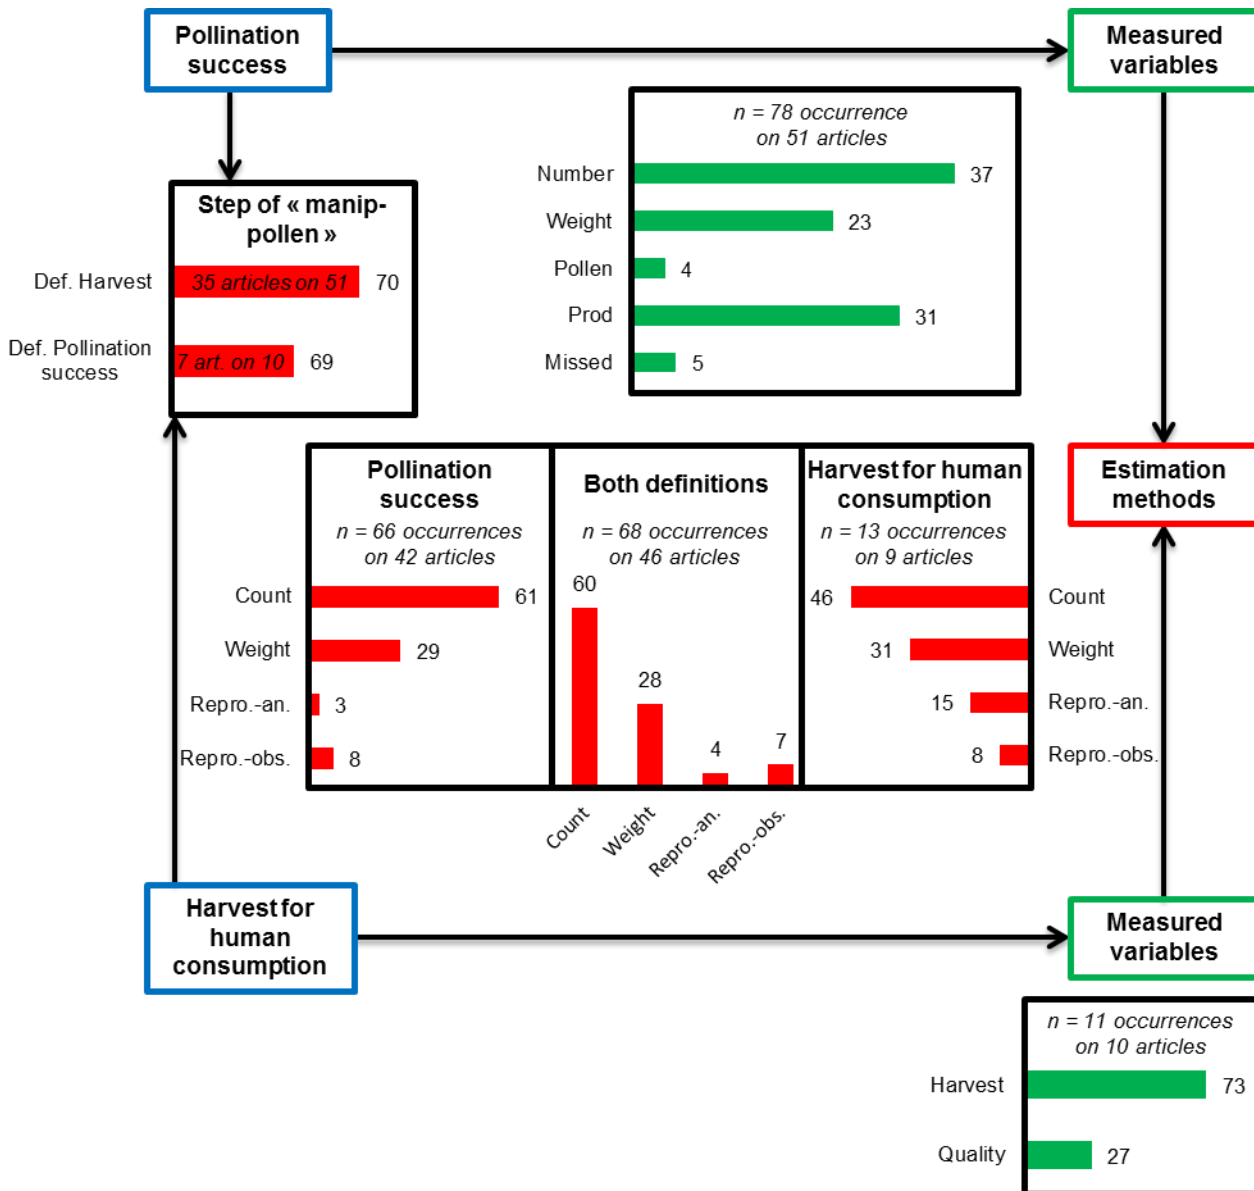 Pollination
success
Measured
variables
n = 78 occurrence
on 51 articles
Number 37
Weight 23
Pollen 4
Prod 31
Missed 5
Step of « manip-
pollen »
Def. Harvest 35 articles on 51 70
Def. Pollination
success
7 art. on 10 69
Pollination
success
n = 66 occurrences
on 42 articles
Count 61
Weight 29
Repro.-an. 3
Repro.-obs. 8
Both definitions
n = 68 occurrences
on 46 articles
60
28
4
7
Count
Weight
Repro.-an.
Repro.-obs.
Harvest for human
consumption
n = 13 occurrences
on 9 articles
46 Count
31 Weight
15 Repro.-an.
8 Repro.-obs.
Estimation
methods
Harvest for
human
consumption
Measured
variables
n = 11 occurrences
on 10 articles
Harvest 73
Quality 27